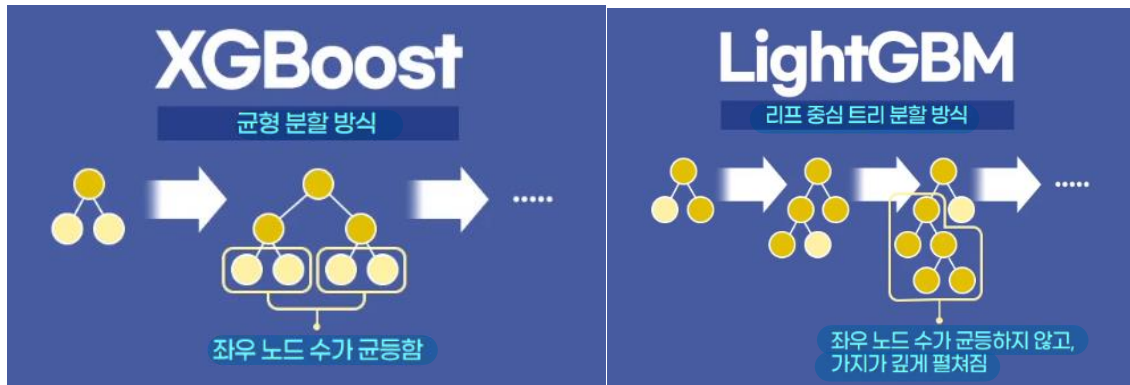 XGBoost
균형 분할 방식
.....
좌우 노드 수가 균등함
LightGBM
리프 중심 트리 분할 방식
.....
좌우 노드 수가 균등하지 않고,
가지가 깊게 펼쳐짐